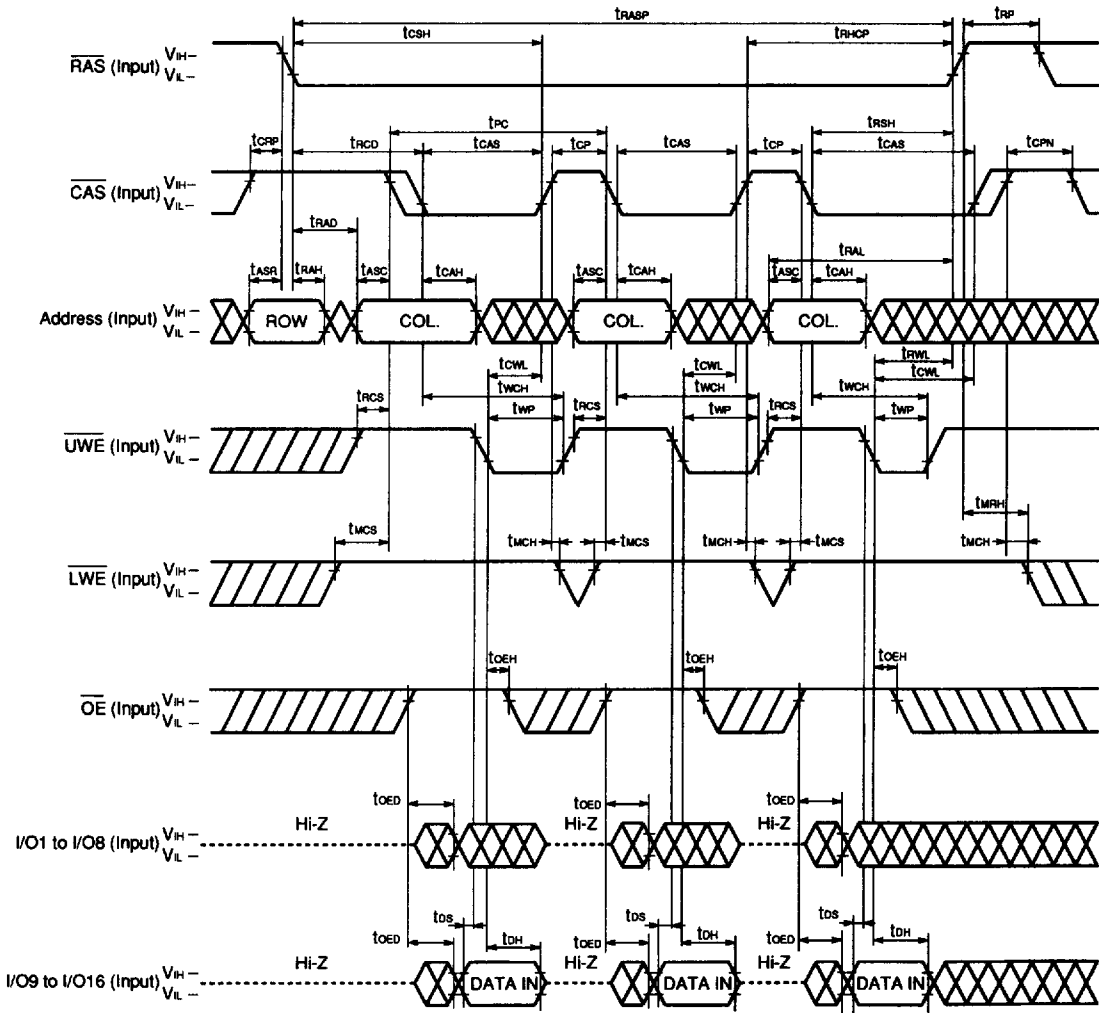 tRASP
tRP
tCSH
tRHCP
RAS (Input) VIH –
VIL –
tPC
tRSH
tCRP
tRCD
tCAS
tCP
tCAS
tCP
tCAS
tCPN
CAS (Input) VIH –
VIL –
tRAD
tRAL
tASR
tRAH
tASC
tCAH
tASC
tCAH
tASC
tCAH
Address (Input) VIH –
VIL –
ROW
COL.
COL.
COL.
tCWL
tCWL
tRWL
tCWL
tWCH
tWCH
tWCH
tRCS
tWP
tRCS
tWP
tRCS
tWP
UWE (Input) VIH –
VIL –
tMRH
tMCS
tMCH
tMCS
tMCH
tMCS
tMCH
LWE (Input) VIH –
VIL –
tOEH
tOEH
tOEH
OE (Input) VIH –
VIL –
tOED
tOED
tOED
Hi-Z
Hi-Z
Hi-Z
I/O1 to I/O8 (Input) VIH –
VIL –
tDS
tDS
tDS
tOED
tDH
tOED
tDH
tOED
tDH
Hi-Z
Hi-Z
Hi-Z
I/O9 to I/O16 (Input) VIH –
VIL –
DATA IN
DATA IN
DATA IN